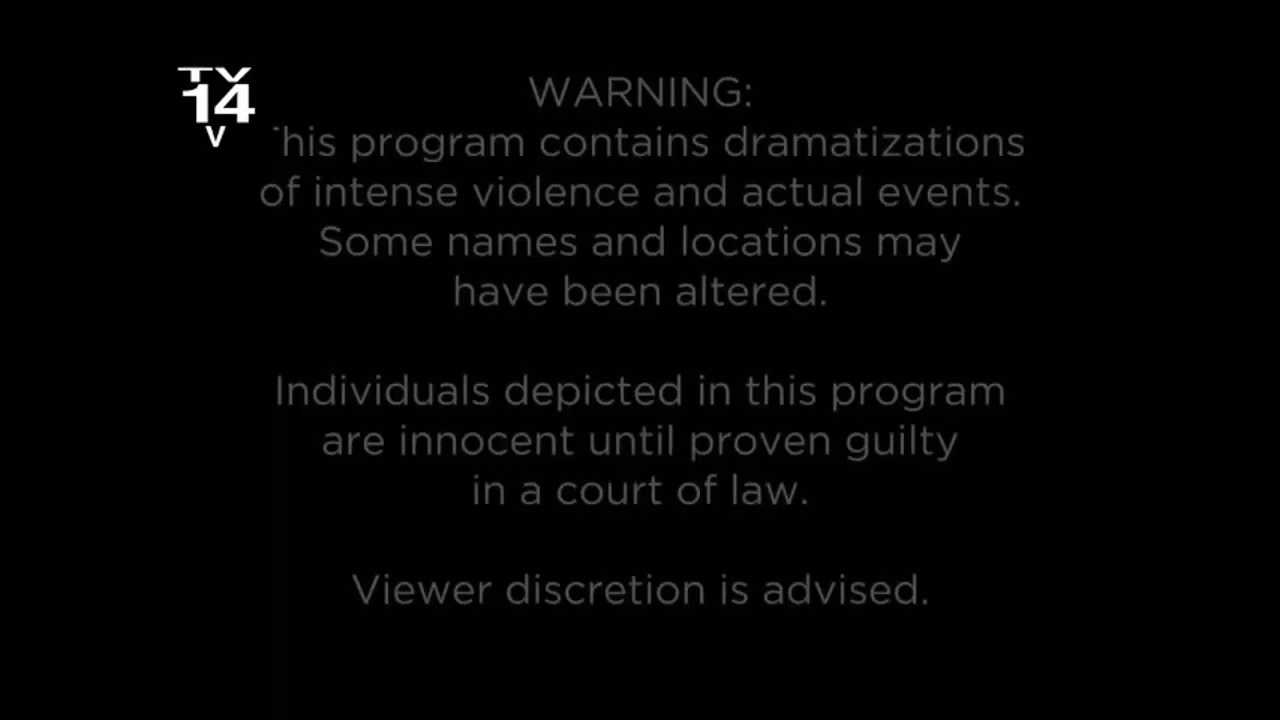 TV
14
V
WARNING:
This program contains dramatizations
of intense violence and actual events.
Some names and locations may
have been altered.
Individuals depicted in this program
are innocent until proven guilty
in a court of law.
Viewer discretion is advised.